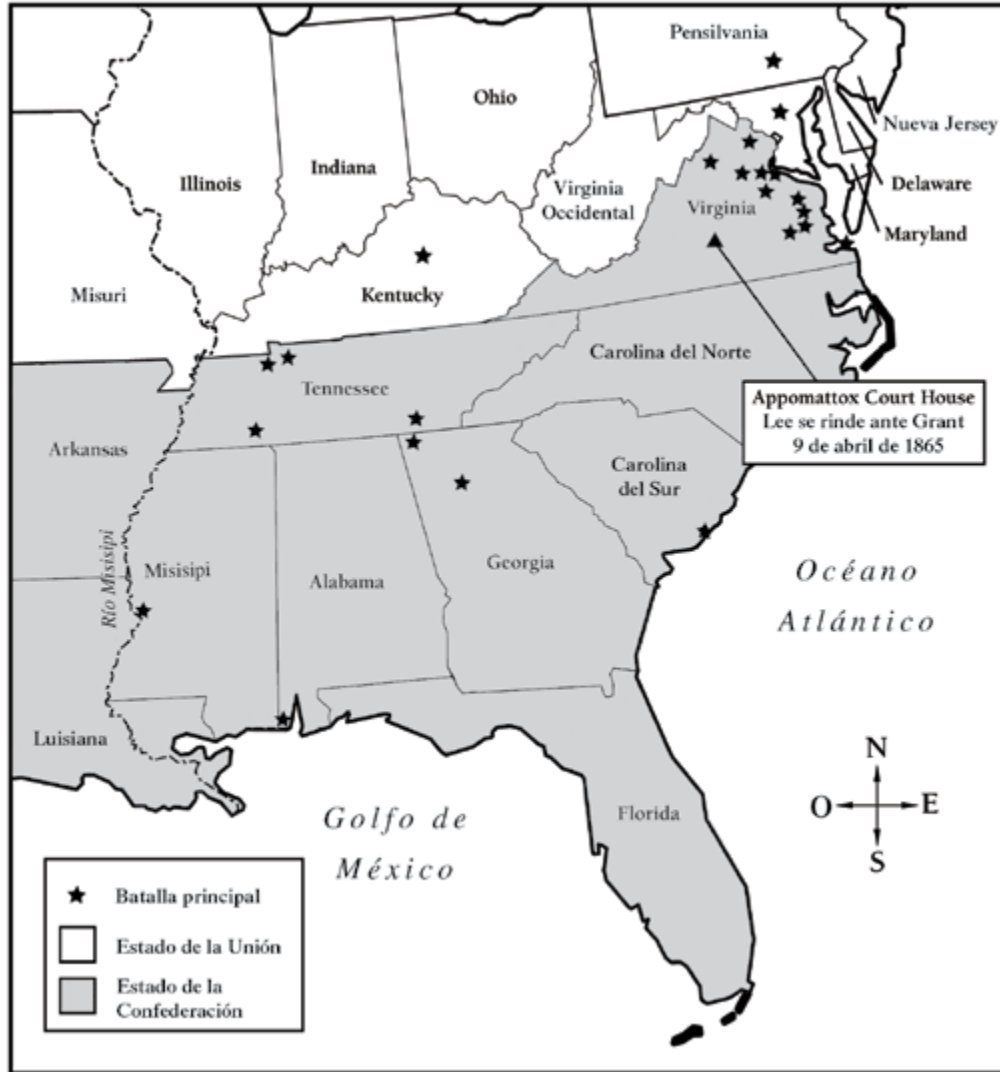 Pensilvania
Ohio
Nueva Jersey
Indiana
Illinois
Virginia
Occidental
Delaware
Virginia
Maryland
Kentucky
Misuri
Carolina del Norte
Tennessee
Appomattox Court House
Lee se rinde ante Grant
9 de abril de 1865
Arkansas
Carolina
del Sur
Río Misisipi
Misisipi
Georgia
Alabama
Océano
Atlántico
Luisiana
Golfo de
México
Florida
N
O
E
S
Batalla principal
Estado de la Unión
Estado de la
Confederación